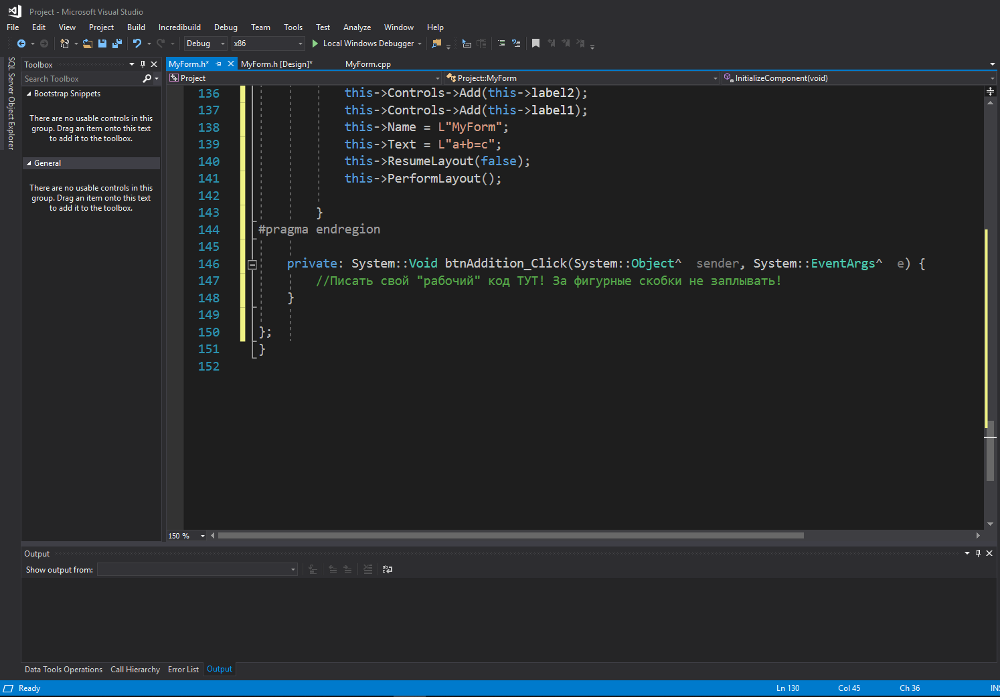 Project - Microsoft Visual Studio
File Edit View Project Build Incredibuild Debug Team Tools Test Analyze Window Help
Debug x86 Local Windows Debugger
SQL Server Object Explorer
Toolbox
Search Toolbox
Bootstrap Snippets
There are no usable controls in this
group. Drag an item onto this text
to add it to the toolbox.
General
There are no usable controls in this
group. Drag an item onto this text
to add it to the toolbox.
MyForm.h* MyForm.h [Design]* MyForm.cpp
Project Project::MyForm InitializeComponent(void)
136 this->Controls->Add(this->label2);
137 this->Controls->Add(this->label1);
138 this->Name = L"MyForm";
139 this->Text = L"a+b=c";
140 this->ResumeLayout(false);
141 this->PerformLayout();
142
143 }
144 #pragma endregion
145
146 private: System::Void btnAddition_Click(System::Object^  sender, System::EventArgs^  e) {
147 //Писать свой "рабочий" код ТУТ! За фигурные скобки не заплывать!
148 }
149
150 };
151 }
152
150 %
Output
Show output from:
Data Tools Operations Call Hierarchy Error List Output
Ready Ln 130 Col 45 Ch 36 INS